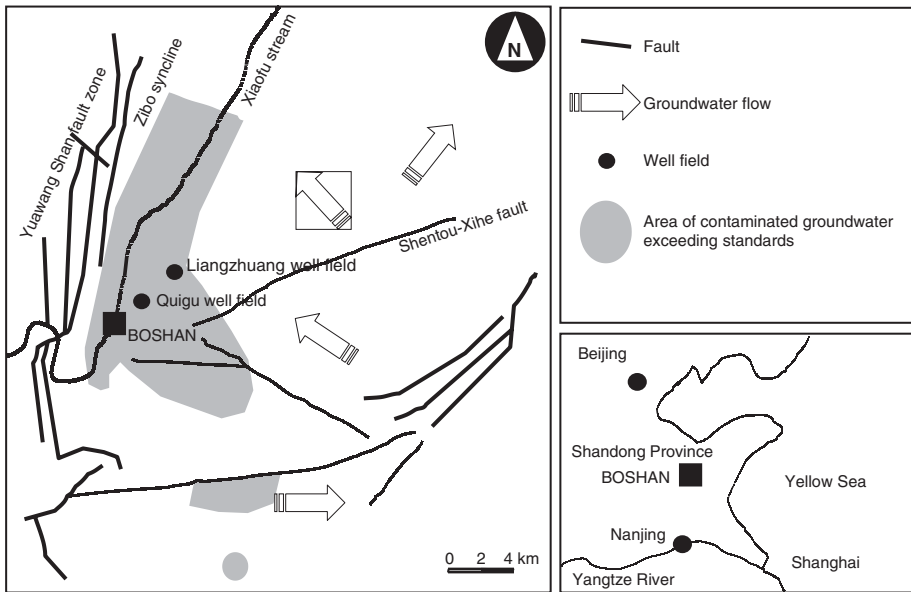 N
Yuawang Shan fault zone
Zibo syncline
Xiaofu stream
Shentou-Xihe fault
Liangzhuang well field
Quigu well field
BOSHAN
0 2 4 km
Fault
Groundwater flow
Well field
Area of contaminated groundwater
exceeding standards
Beijing
Shandong Province
BOSHAN
Yellow Sea
Nanjing
Shanghai
Yangtze River